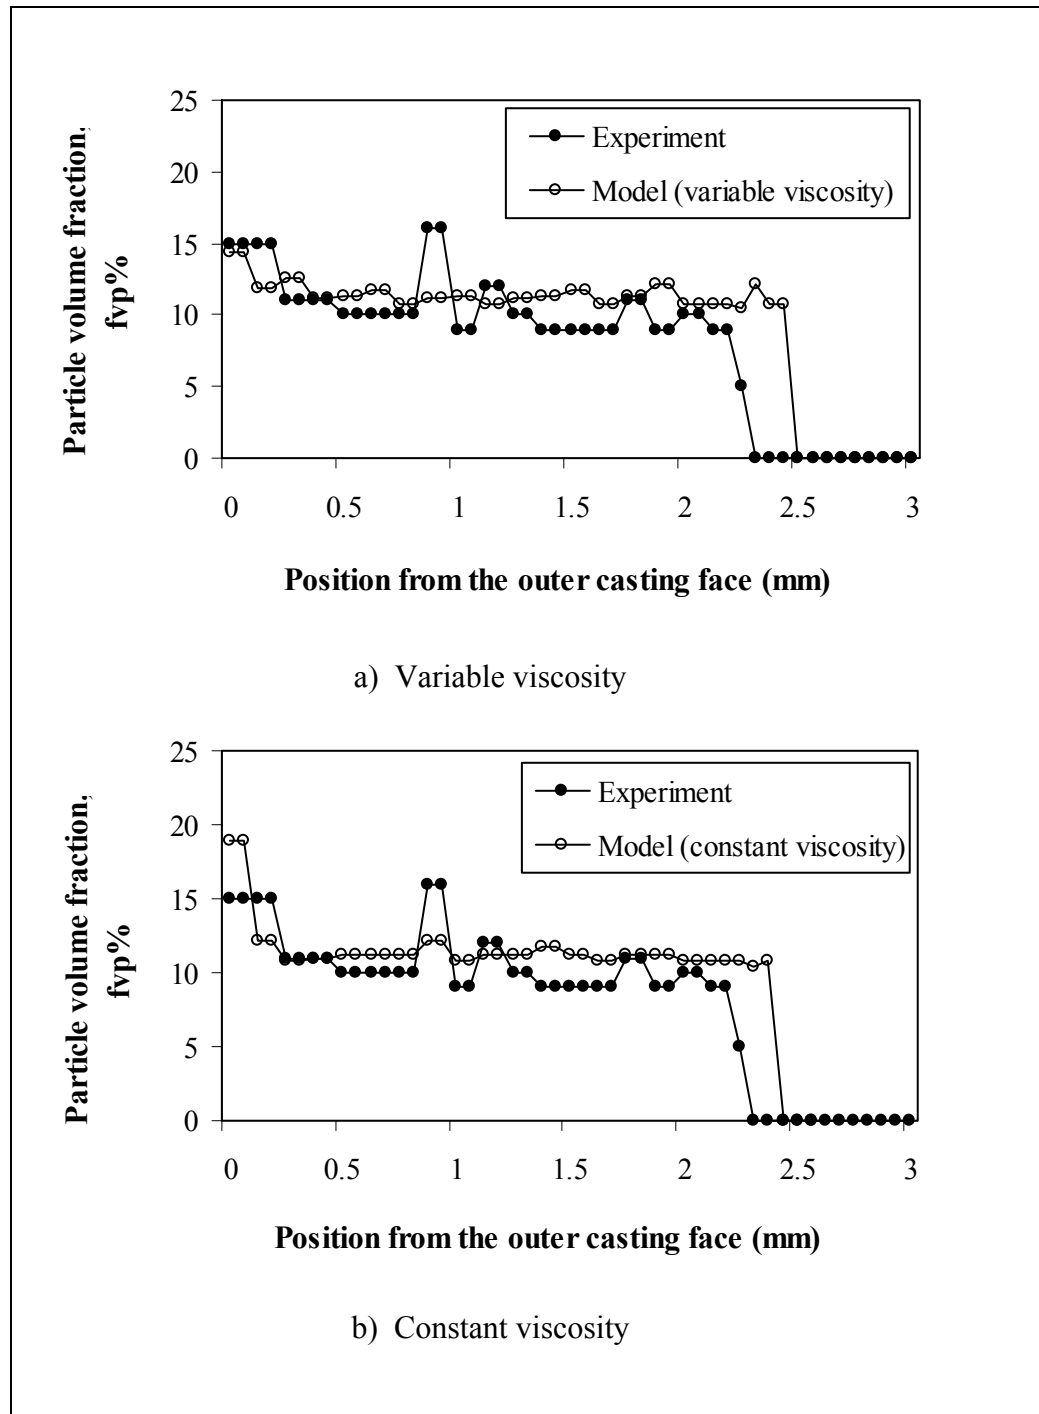 25
20
15
10
5
0
Particle volume fraction,
fvp%
Experiment
Model (variable viscosity)
0 0.5 1 1.5 2 2.5 3
Position from the outer casting face (mm)
a) Variable viscosity
25
20
15
10
5
0
Particle volume fraction,
fvp%
Experiment
Model (constant viscosity)
0 0.5 1 1.5 2 2.5 3
Position from the outer casting face (mm)
b) Constant viscosity